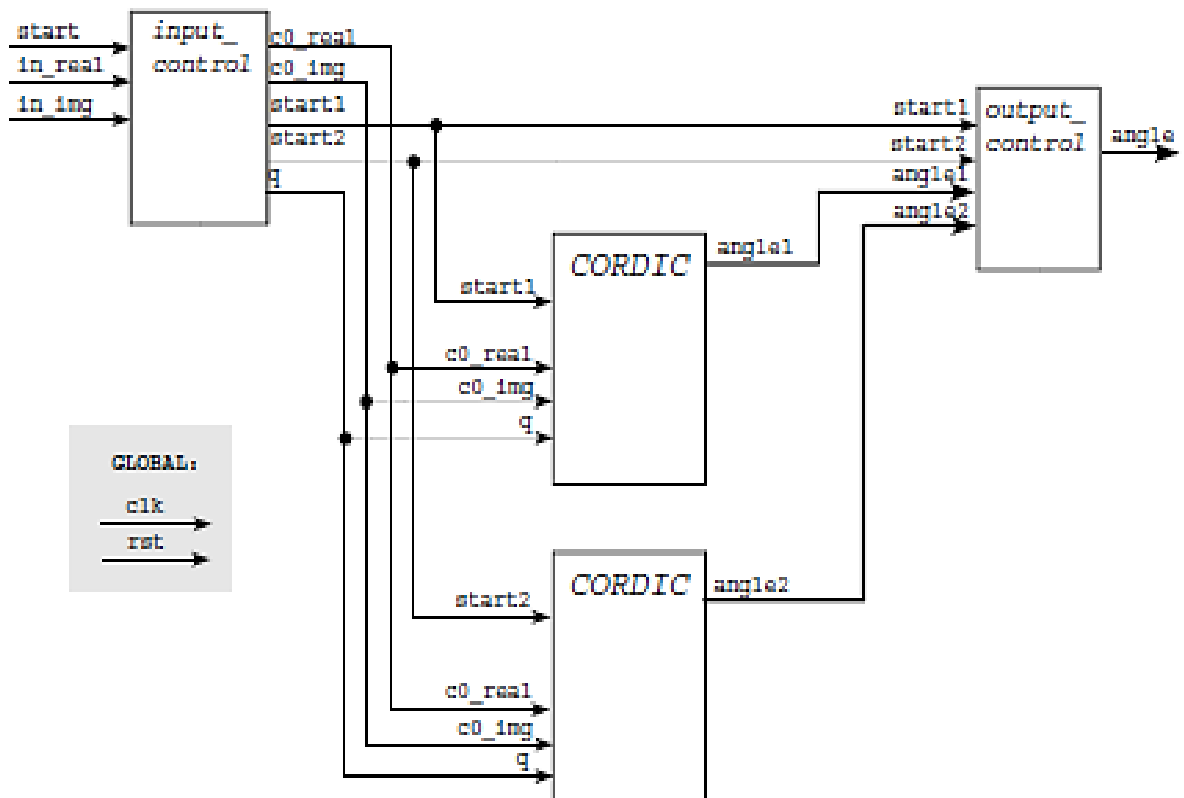 start
in_real
in_img
input_
control
c0_real
c0_img
start1
start2
q
start1
start2
angle1
angle2
output_
control
angle
CORDIC
angle1
start1
c0_real
c0_img
q
GLOBAL:
clk
rst
CORDIC
angle2
start2
c0_real
c0_img
q